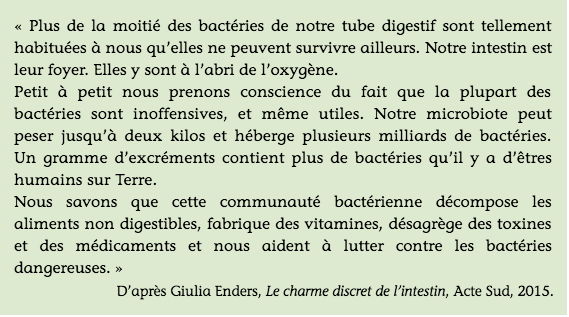 « Plus de la moitié des bactéries de notre tube digestif sont tellement
habituées à nous qu’elles ne peuvent survivre ailleurs. Notre intestin est
leur foyer. Elles y sont à l’abri de l’oxygène.
Petit à petit nous prenons conscience du fait que la plupart des
bactéries sont inoffensives, et même utiles. Notre microbiote peut
peser jusqu’à deux kilos et héberge plusieurs milliards de bactéries.
Un gramme d’excréments contient plus de bactéries qu’il y a d’êtres
humains sur Terre.
Nous savons que cette communauté bactérienne décompose les
aliments non digestibles, fabrique des vitamines, désagrège des toxines
et des médicaments et nous aident à lutter contre les bactéries
dangereuses. »
D’après Giulia Enders, Le charme discret de l’intestin, Acte Sud, 2015.